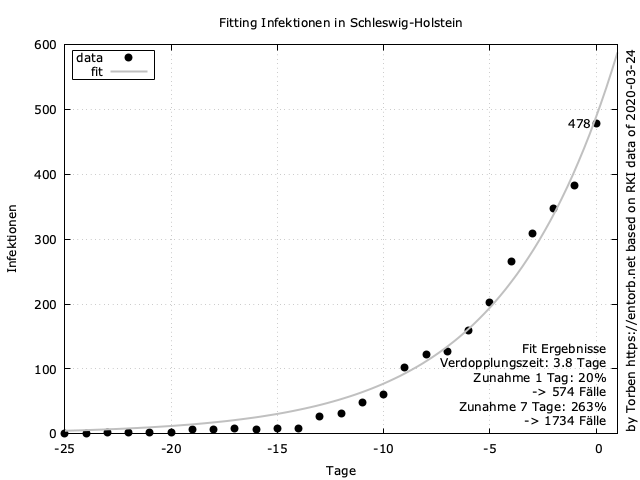 Fitting Infektionen in Schleswig-Holstein
600
500
400
300
200
100
0
-25
-20
-15
-10
-5
0
Infektionen
Tage
data
fit
478
Fit Ergebnisse
Verdopplungszeit: 3.8 Tage
Zunahme 1 Tag: 20%
-> 574 Fälle
Zunahme 7 Tage: 263%
-> 1734 Fälle
by Torben https://entorb.net based on RKI data of 2020-03-24